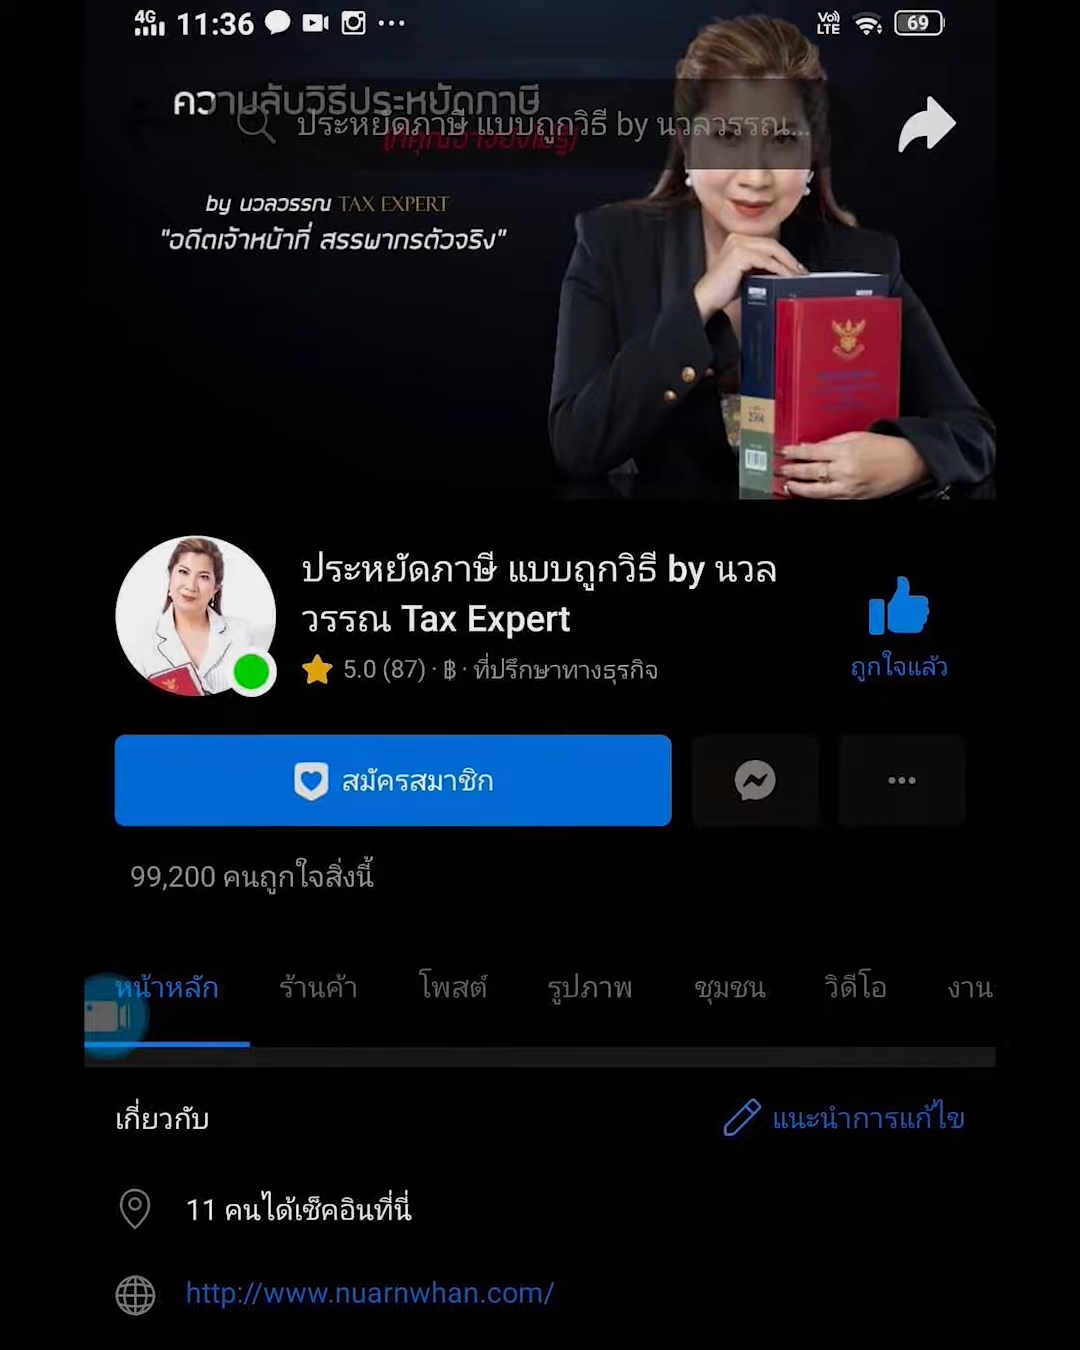 4G 11:36
Vo) LTE 69
ความลับวิธีประหยัดภาษี
ประหยัดภาษี แบบถูกวิธี by นวลวรรณ...
by นวลวรรณ TAX EXPERT
"อดีตเจ้าหน้าที่ สรรพากรตัวจริง"
ประหยัดภาษี แบบถูกวิธี by นวล
วรรณ Tax Expert
5.0 (87) · ฿ · ที่ปรึกษาทางธุรกิจ
ถูกใจแล้ว
สมัครสมาชิก
99,200 คนถูกใจสิ่งนี้
หน้าหลัก ร้านค้า โพสต์ รูปภาพ ชุมชน วิดีโอ งาน
เกี่ยวกับ
แนะนำการแก้ไข
11 คนได้เช็คอินที่นี่
http://www.nuarnwhan.com/